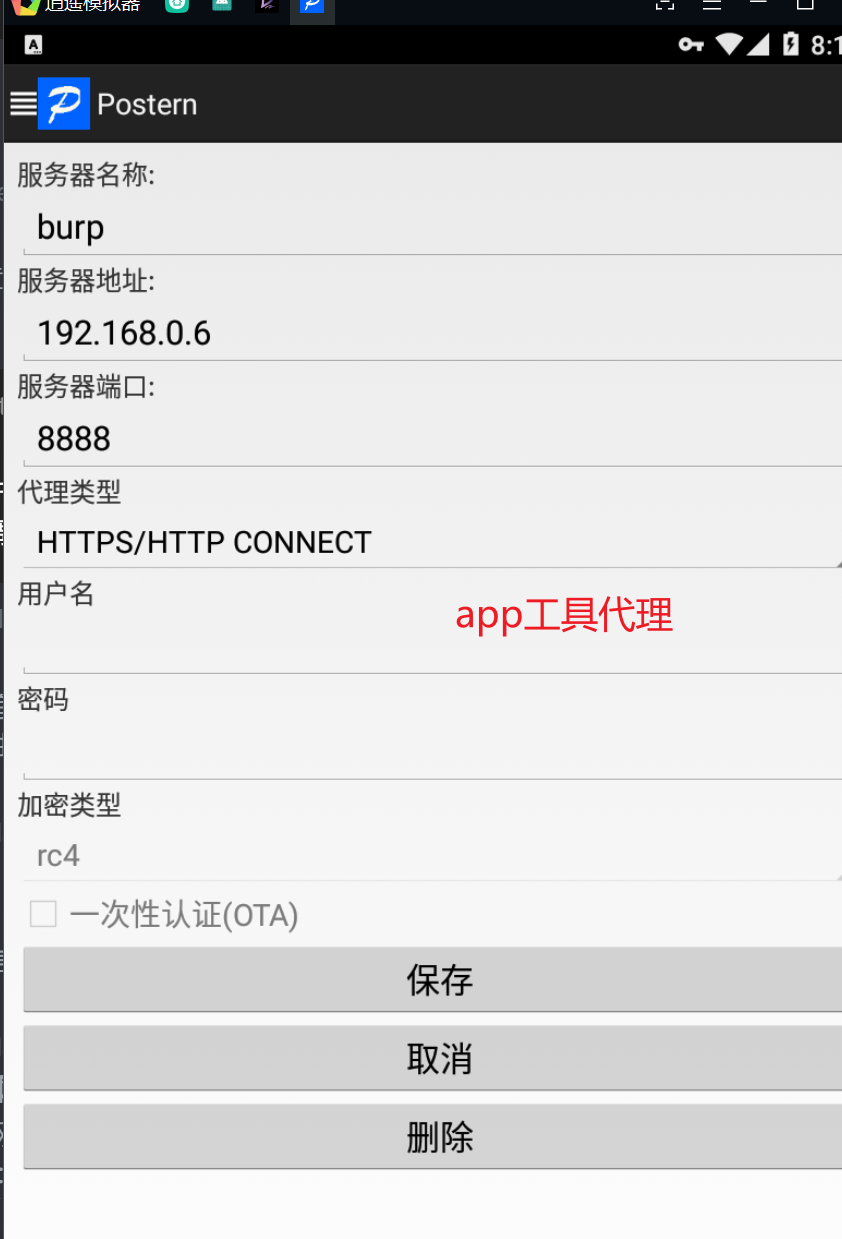 逍遥模拟器
A
8:1
Postern
服务器名称:
burp
服务器地址:
192.168.0.6
服务器端口:
8888
代理类型
HTTPS/HTTP CONNECT
用户名
app工具代理
密码
加密类型
rc4
一次性认证(OTA)
保存
取消
删除